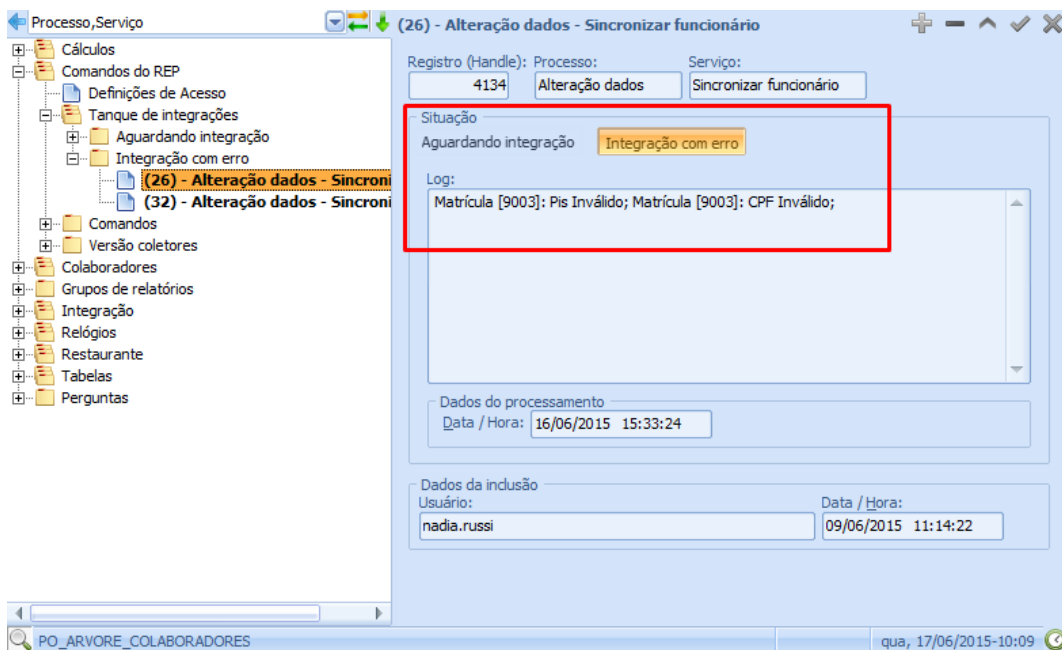 Processo,Serviço
Cálculos
Comandos do REP
Definições de Acesso
Tanque de integrações
Aguardando integração
Integração com erro
(26) - Alteração dados - Sincroni
(32) - Alteração dados - Sincroni
Comandos
Versão coletores
Colaboradores
Grupos de relatórios
Integração
Relógios
Restaurante
Tabelas
Perguntas
(26) - Alteração dados - Sincronizar funcionário
Registro (Handle): Processo: Serviço:
4134 Alteração dados Sincronizar funcionário
Situação
Aguardando integração Integração com erro
Log:
Matrícula [9003]: Pis Inválido; Matrícula [9003]: CPF Inválido;
Dados do processamento
Data / Hora: 16/06/2015 15:33:24
Dados da inclusão
Usuário: Data / Hora:
nadia.russi 09/06/2015 11:14:22
PO_ARVORE_COLABORADORES qua, 17/06/2015-10:09